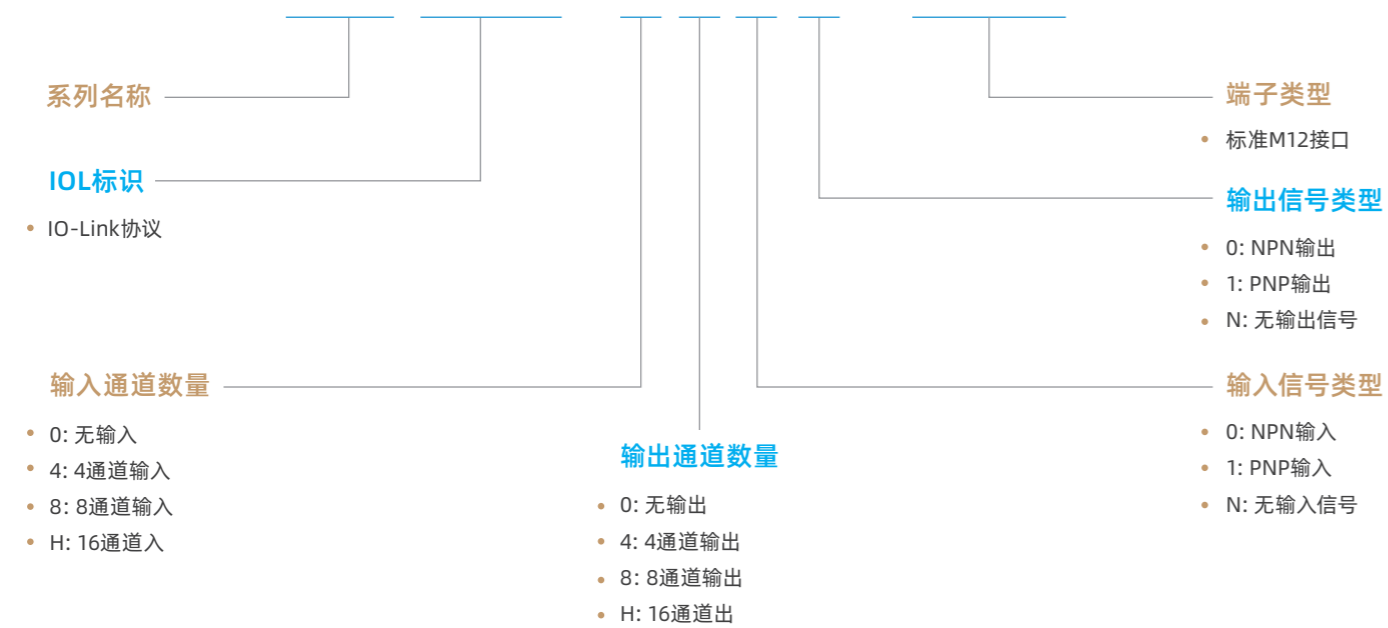 系列名称
IOL标识
IO-Link协议
输入通道数量
0: 无输入
4: 4通道输入
8: 8通道输入
H: 16通道入
输出通道数量
0: 无输出
4: 4通道输出
8: 8通道输出
H: 16通道出
端子类型
标准M12接口
输出信号类型
0: NPN输出
1: PNP输出
N: 无输出信号
输入信号类型
0: NPN输入
1: PNP输入
N: 无输入信号